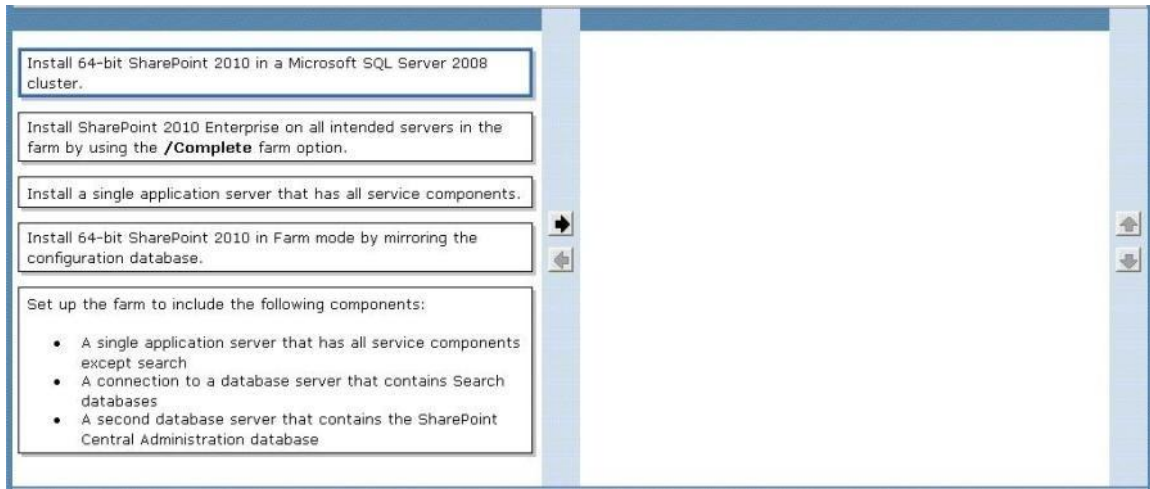 Install 64-bit SharePoint 2010 in a Microsoft SQL Server 2008
cluster.
Install SharePoint 2010 Enterprise on all intended servers in the
farm by using the /Complete farm option.
Install a single application server that has all service components.
Install 64-bit SharePoint 2010 in Farm mode by mirroring the
configuration database.
Set up the farm to include the following components:
• A single application server that has all service components
except search
• A connection to a database server that contains Search
databases
• A second database server that contains the SharePoint
Central Administration database